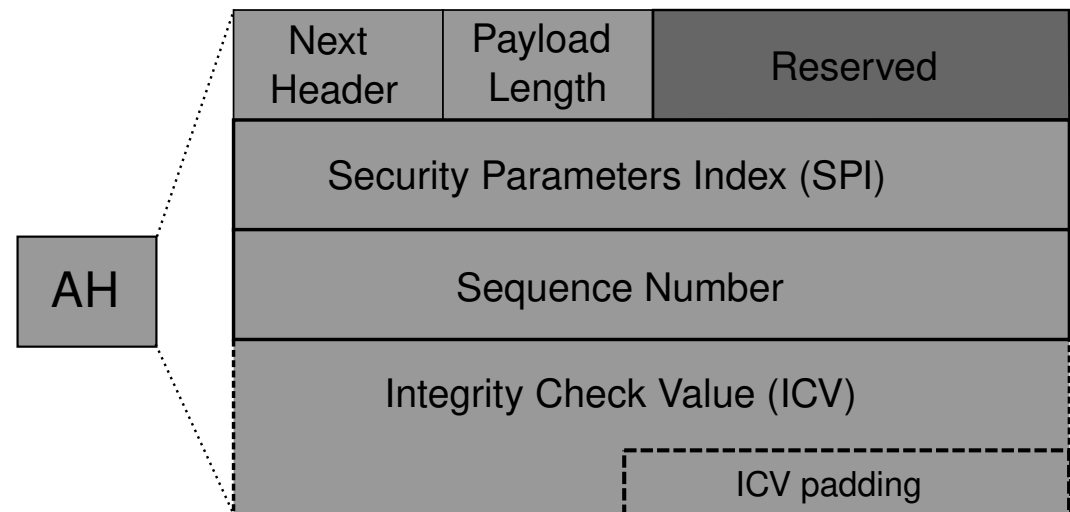 Next
Header
Payload
Length
Reserved
Security Parameters Index (SPI)
AH
Sequence Number
Integrity Check Value (ICV)
ICV padding